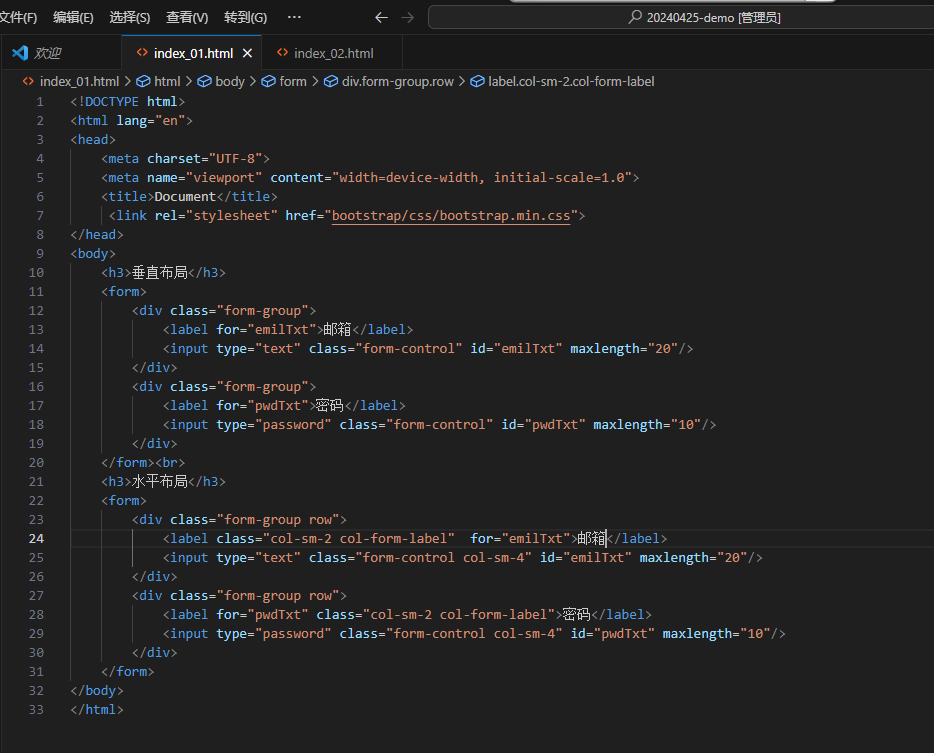 文件(F) 编辑(E) 选择(S) 查看(V) 转到(G) ··· ← → 20240425-demo [管理员]
欢迎 <> index_01.html × <> index_02.html
<> index_01.html > html > body > form > div.form-group.row > label.col-sm-2.col-form-label
1 <!DOCTYPE html>
2 <html lang="en">
3 <head>
4 <meta charset="UTF-8">
5 <meta name="viewport" content="width=device-width, initial-scale=1.0">
6 <title>Document</title>
7 <link rel="stylesheet" href="bootstrap/css/bootstrap.min.css">
8 </head>
9 <body>
10 <h3>垂直布局</h3>
11 <form>
12 <div class="form-group">
13 <label for="emilTxt">邮箱</label>
14 <input type="text" class="form-control" id="emilTxt" maxlength="20"/>
15 </div>
16 <div class="form-group">
17 <label for="pwdTxt">密码</label>
18 <input type="password" class="form-control" id="pwdTxt" maxlength="10"/>
19 </div>
20 </form><br>
21 <h3>水平布局</h3>
22 <form>
23 <div class="form-group row">
24 <label class="col-sm-2 col-form-label"  for="emilTxt">邮箱</label>
25 <input type="text" class="form-control col-sm-4" id="emilTxt" maxlength="20"/>
26 </div>
27 <div class="form-group row">
28 <label for="pwdTxt" class="col-sm-2 col-form-label">密码</label>
29 <input type="password" class="form-control col-sm-4" id="pwdTxt" maxlength="10"/>
30 </div>
31 </form>
32 </body>
33 </html>